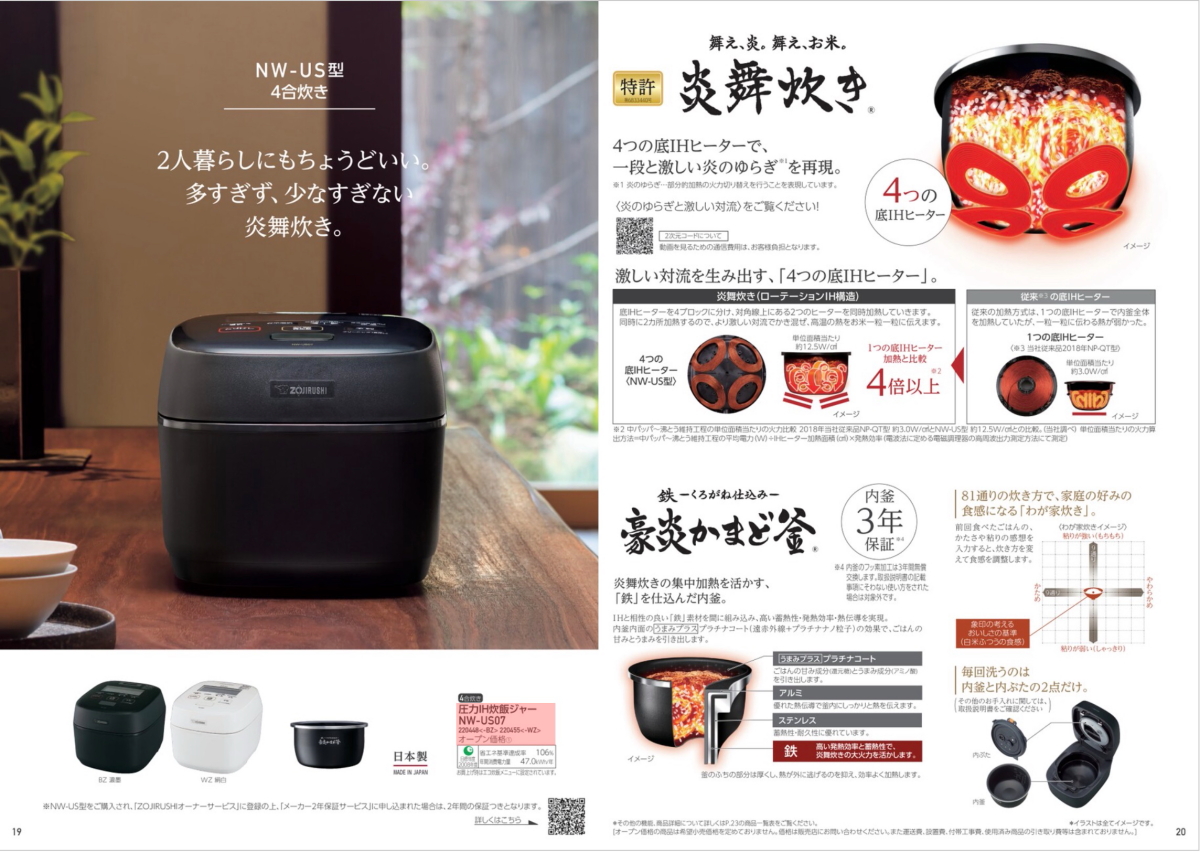 NW-US型
4合炊き
2人暮らしにもちょうどいい。
多すぎず、少なすぎない
炎舞炊き。
ZOJIRUSHI
BZ 濃墨
WZ 絹白
日本製
MADE IN JAPAN
4合炊き
圧力IH炊飯ジャー
NW-US07
220448<-BZ> 220455<-WZ>
オープン価格
省エネ基準達成率 106%
年間消費電力量 47.0kWh/年
お買上げ時はエコ炊飯メニューに設定されています。
※NW-US型をご購入され、「ZOJIRUSHIオーナーサービス」に登録の上、「メーカー2年保証サービス」に申し込まれた場合は、2年間の保証つきとなります。
詳しくはこちら
19
舞え、炎。舞え、お米。
特許
炎舞炊き®
4つの底IHヒーターで、
一段と激しい炎のゆらぎ※1を再現。
※1 炎のゆらぎ…部分的加熱の火力切り替えを行うことを表現しています。
〈炎のゆらぎと激しい対流〉をご覧ください!
2次元コードについて
動画を見るための通信費用は、お客様負担となります。
4つの
底IHヒーター
イメージ
激しい対流を生み出す、「4つの底IHヒーター」。
炎舞炊き(ローテーションIH構造)
底IHヒーターを4ブロックに分け、対角線上にある2つのヒーターを同時加熱していきます。
同時に2カ所加熱するので、より激しい対流でかき混ぜ、高温の熱をお米一粒一粒に伝えます。
4つの
底IHヒーター
〈NW-US型〉
単位面積当たり
約12.5W/㎠
イメージ
1つの底IHヒーター
加熱と比較
4倍以上※2
従来※3の底IHヒーター
従来の加熱方式は、1つの底IHヒーターで内釜全体
を加熱していたが、一粒一粒に伝わる熱が弱かった。
1つの底IHヒーター
(※3 当社従来品2018年NP-QT型)
単位面積当たり
約3.0W/㎠
イメージ
※2 中パッパ〜沸とう維持工程の単位面積当たりの火力比較 2018年当社従来品NP-QT型 約3.0W/㎠とNW-US型 約12.5W/㎠との比較。(当社調べ) 単位面積当たりの火力算
出方法=中パッパ〜沸とう維持工程の平均電力(W)÷IHヒーター加熱面積(㎠)×発熱効率(電波法に定める電磁調理器の高周波出力測定方法にて測定)
鉄 ーくろがね仕込みー
豪炎かまど釜®
内釜
3年
保証※4
※4 内釜のフッ素加工は3年間無償
交換します。取扱説明書の記載
事項にそわない使い方をされた
場合は対象外です。
炎舞炊きの集中加熱を活かす、
「鉄」を仕込んだ内釜。
IHと相性の良い「鉄」素材を間に組み込み、高い蓄熱性・発熱効率・熱伝導を実現。
内釜内面のうまみプラスプラチナコート(遠赤外線+プラチナナノ粒子)の効果で、ごはんの
甘みとうまみを引き出します。
うまみプラス プラチナコート
ごはんの甘み成分(還元糖)とうまみ成分(アミノ酸)
を引き出します。
アルミ
優れた熱伝導で釜内にしっかりと熱を伝えます。
ステンレス
蓄熱性・耐久性に優れています。
鉄
高い発熱効率と蓄熱性で、
炎舞炊きの大火力を活かします。
イメージ
釜のふちの部分は厚くし、熱が外に逃げるのを抑え、効率よく加熱します。
81通りの炊き方で、家庭の好みの
食感になる「わが家炊き」。
前回食べたごはんの、
かたさや粘りの感想を
入力すると、炊き方を変
えて食感を調整します。
〈わが家炊きイメージ〉
粘りが強い(もちもち)
かため
やわらかめ
象印の考える
おいしさの基準
(白米ふつうの食感)
粘りが弱い(しゃっきり)
毎回洗うのは
内釜と内ぶたの2点だけ。
(その他のお手入れに関しては、
取扱説明書をご確認ください)
内ぶた
内釜
●その他の機能、商品詳細について詳しくはP.23の商品一覧表をご覧ください。
●イラストは全てイメージです。
[オープン価格の商品は希望小売価格を定めておりません。価格は販売店にお問い合わせください。また運送費、設置費、付帯工事費、使用済み商品の引き取り費等は含まれておりません。]
20